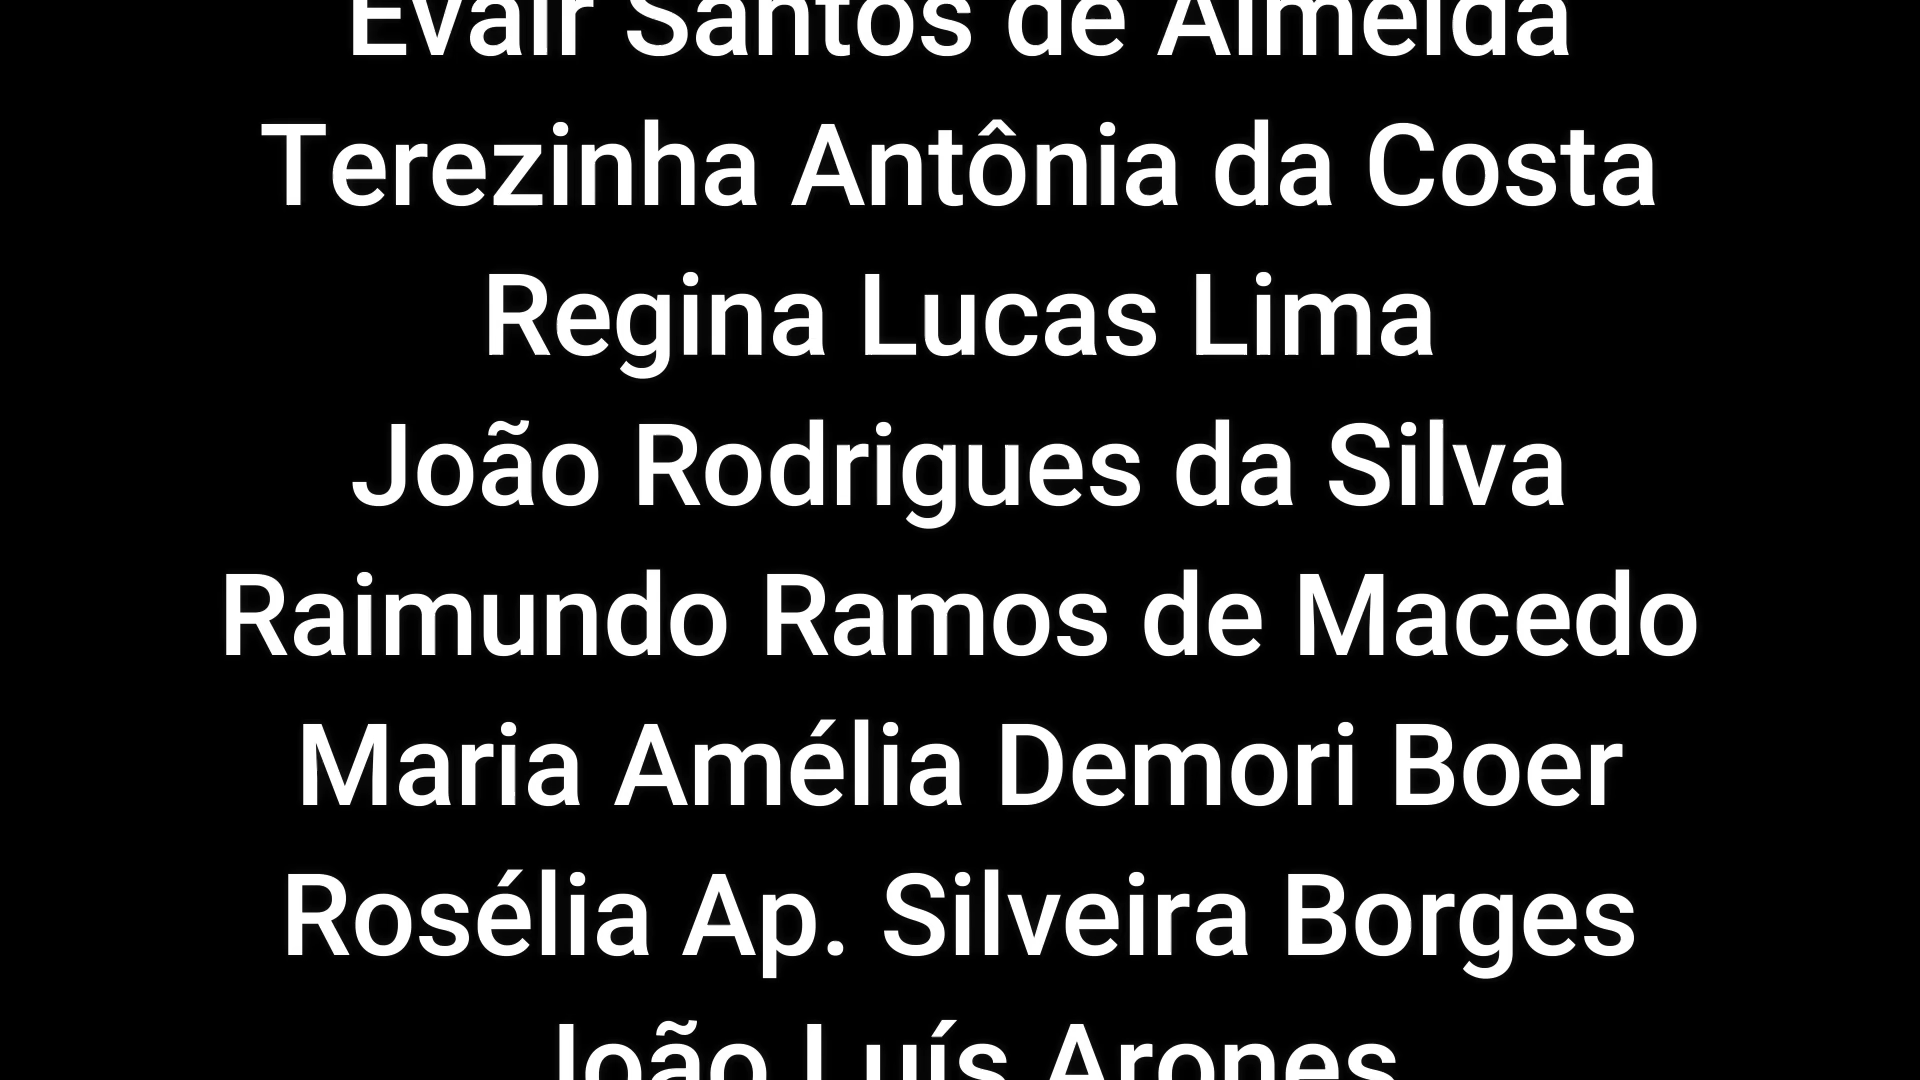 Evair Santos de Almeida
Terezinha Antônia da Costa
Regina Lucas Lima
João Rodrigues da Silva
Raimundo Ramos de Macedo
Maria Amélia Demori Boer
Rosélia Ap. Silveira Borges
João Luís Arones